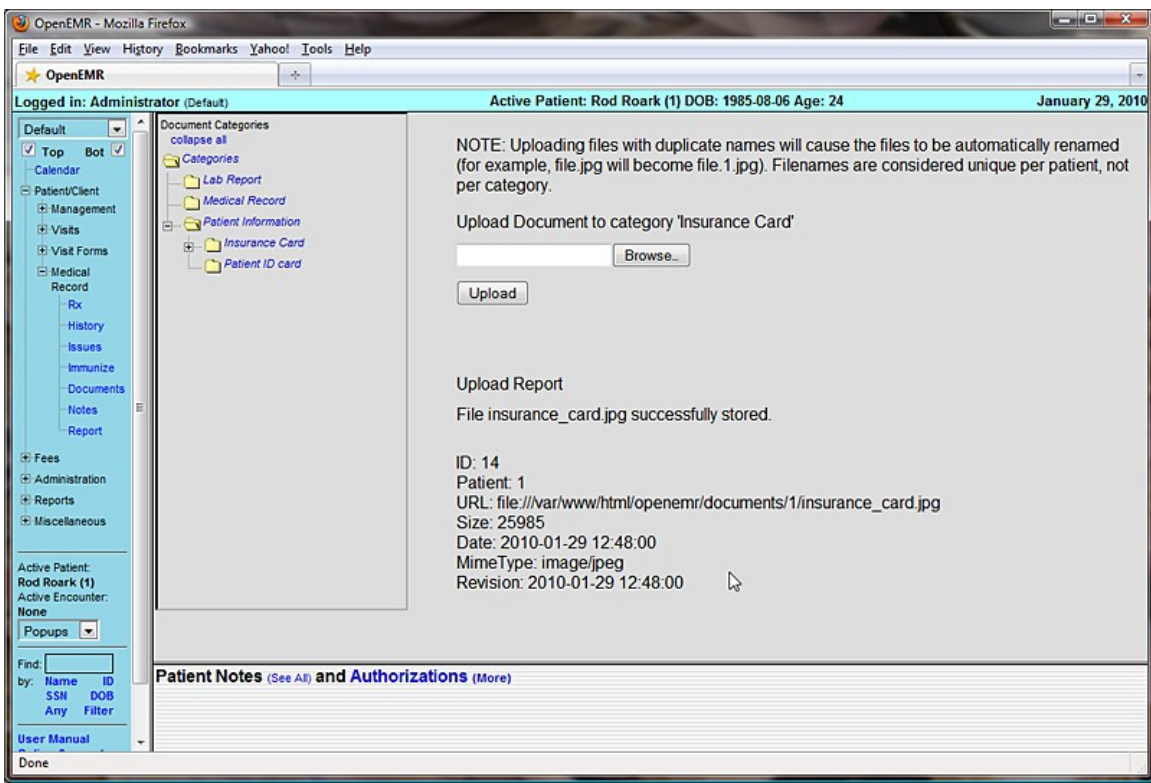 OpenEMR - Mozilla Firefox
File Edit View History Bookmarks Yahoo! Tools Help
OpenEMR
Logged in: Administrator (Default)
Active Patient: Rod Roark (1) DOB: 1985-08-06 Age: 24
January 29, 2010
Default
Top Bot
Calendar
Patient/Client
Management
Visits
Visit Forms
Medical
Record
Rx
History
Issues
Immunize
Documents
Notes
Report
Fees
Administration
Reports
Miscellaneous
Active Patient:
Rod Roark (1)
Active Encounter:
None
Popups
Find:
by: Name ID
SSN DOB
Any Filter
User Manual
Document Categories
collapse all
Categories
Lab Report
Medical Record
Patient Information
Insurance Card
Patient ID card
NOTE: Uploading files with duplicate names will cause the files to be automatically renamed
(for example, file.jpg will become file.1.jpg). Filenames are considered unique per patient, not
per category.
Upload Document to category 'Insurance Card'
Browse...
Upload
Upload Report
File insurance_card.jpg successfully stored.
ID: 14
Patient: 1
URL: file:///var/www/html/openemr/documents/1/insurance_card.jpg
Size: 25985
Date: 2010-01-29 12:48:00
MimeType: image/jpeg
Revision: 2010-01-29 12:48:00
Patient Notes (See All) and Authorizations (More)
Done